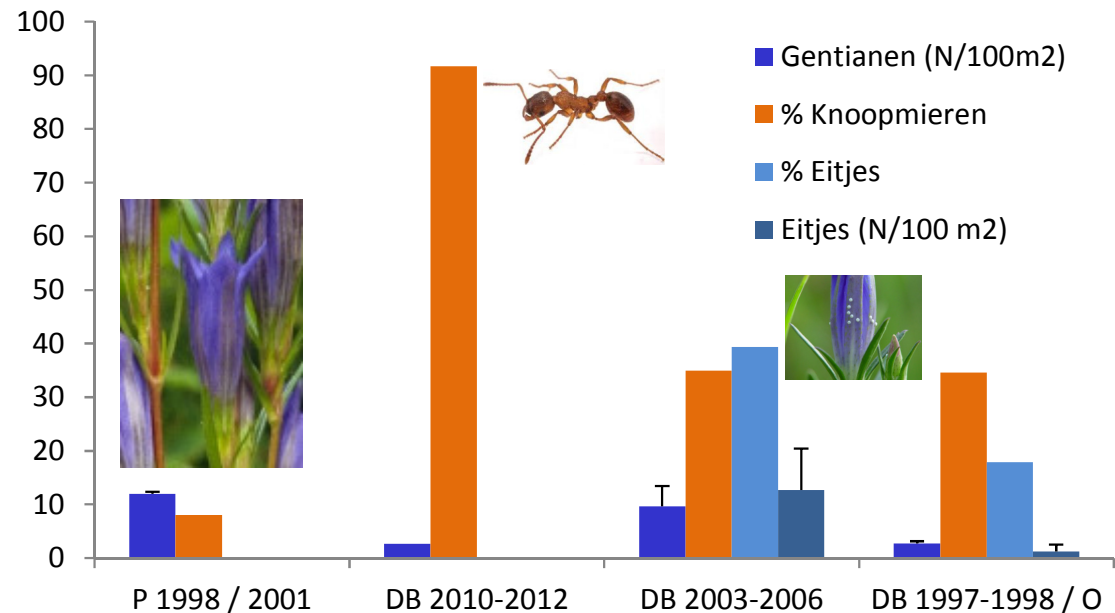 100
90
80
70
60
50
40
30
20
10
0
Gentianen (N/100m2)
% Knoopmieren
% Eitjes
Eitjes (N/100 m2)
P 1998 / 2001
DB 2010-2012
DB 2003-2006
DB 1997-1998 / O